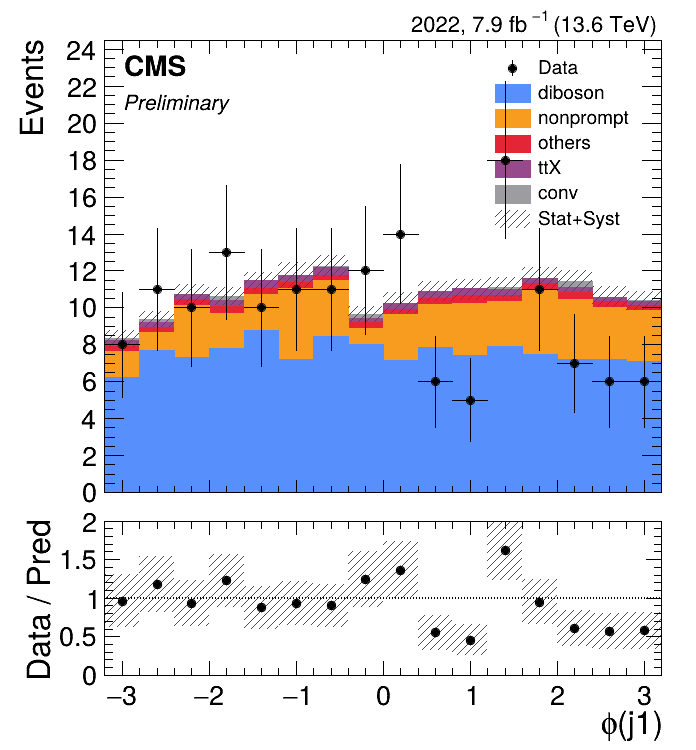 2022, 7.9 fb⁻¹ (13.6 TeV)
Events
24
22
20
18
16
14
12
10
8
6
4
2
0
CMS
Preliminary
Data
diboson
nonprompt
others
ttX
conv
Stat+Syst
Data / Pred
2
1.5
1
0.5
0
−3 −2 −1 0 1 2 3
ϕ(j1)